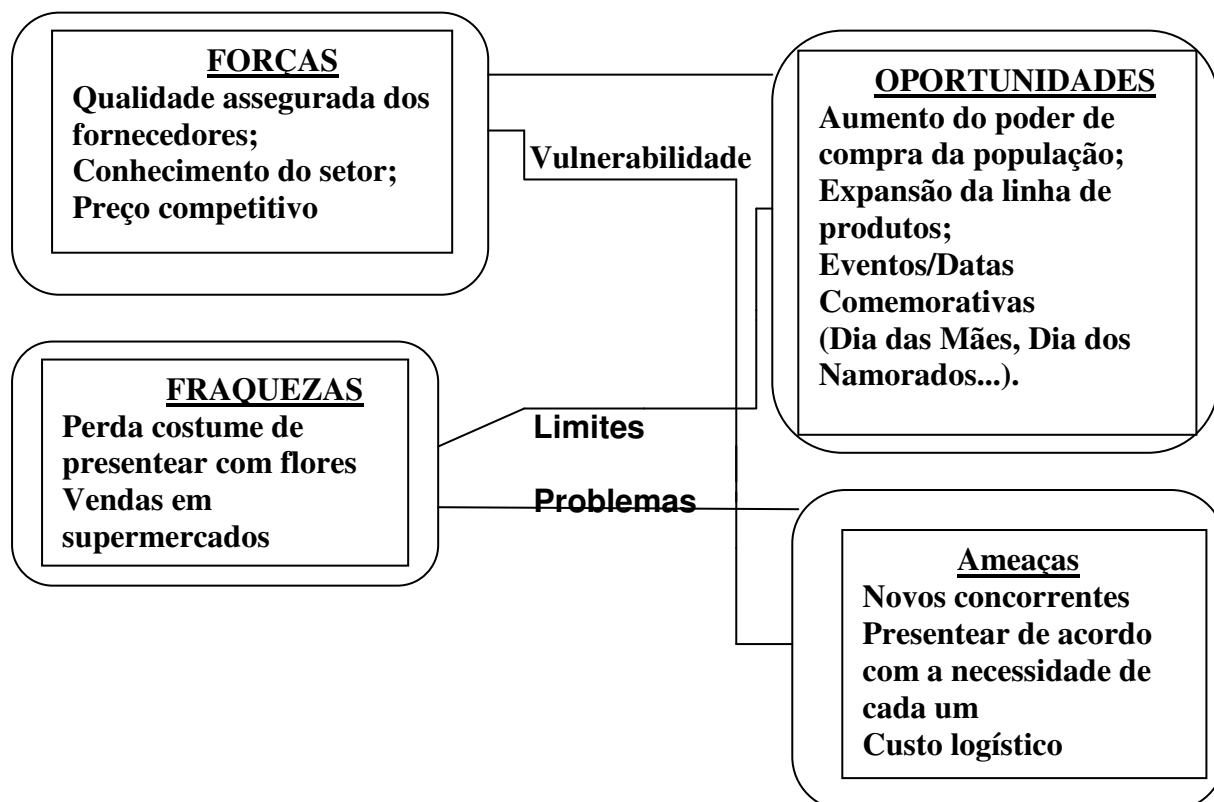 FORÇAS
Qualidade assegurada dos
fornecedores;
Conhecimento do setor;
Preço competitivo
OPORTUNIDADES
Aumento do poder de
compra da população;
Expansão da linha de
produtos;
Eventos/Datas
Comemorativas
(Dia das Mães, Dia dos
Namorados...).
Vulnerabilidade
FRAQUEZAS
Perda costume de
presentear com flores
Vendas em
supermercados
Limites
Problemas
Ameaças
Novos concorrentes
Presentear de acordo
com a necessidade de
cada um
Custo logístico